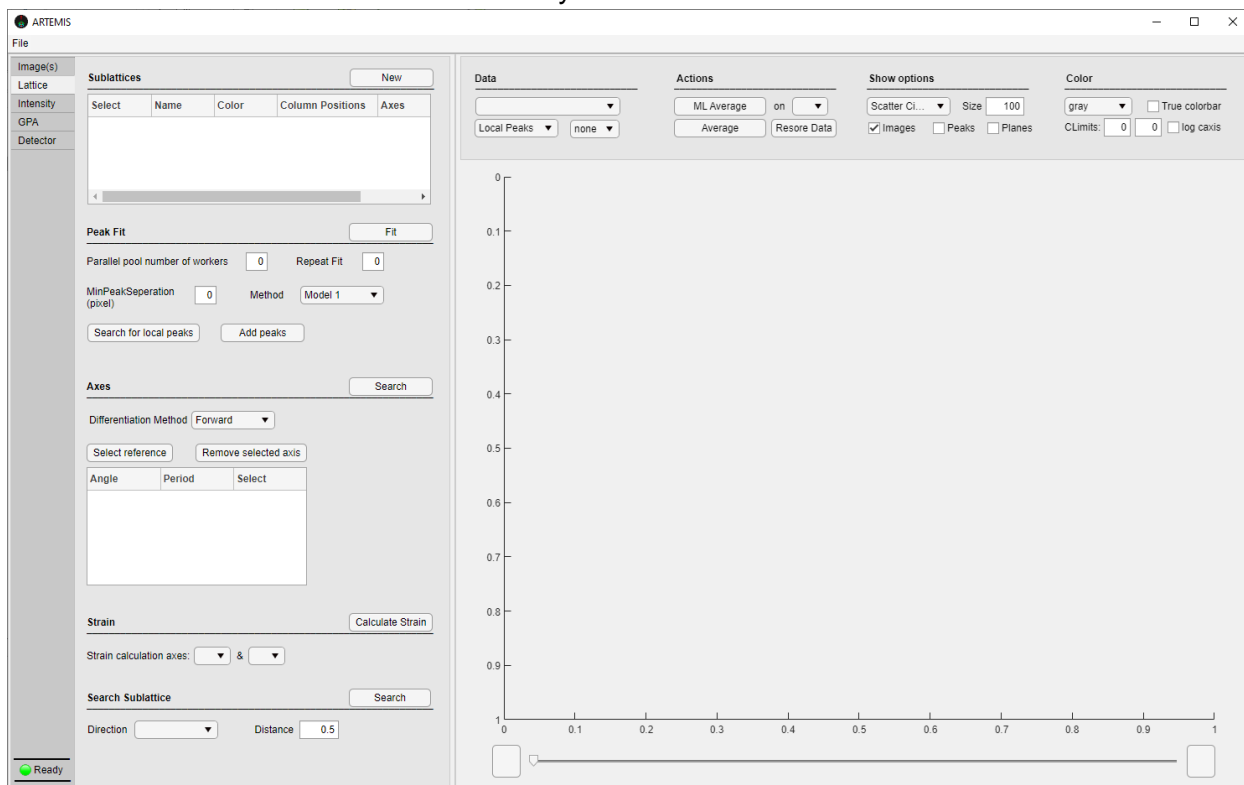 ARTEMIS
File
Image(s)
Lattice
Intensity
GPA
Detector
Ready
Sublattices New
Select Name Color Column Positions Axes
Peak Fit Fit
Parallel pool number of workers 0 Repeat Fit 0
MinPeakSeperation
(pixel) 0 Method Model 1
Search for local peaks Add peaks
Axes Search
Differentiation Method Forward
Select reference Remove selected axis
Angle Period Select
Strain Calculate Strain
Strain calculation axes: &
Search Sublattice Search
Direction Distance 0.5
Data
Local Peaks none
Actions
ML Average on
Average Resore Data
Show options
Scatter Ci... Size 100
Images Peaks Planes
Color
gray True colorbar
CLimits: 0 0 log caxis
0
0.1
0.2
0.3
0.4
0.5
0.6
0.7
0.8
0.9
1
0 0.1 0.2 0.3 0.4 0.5 0.6 0.7 0.8 0.9 1